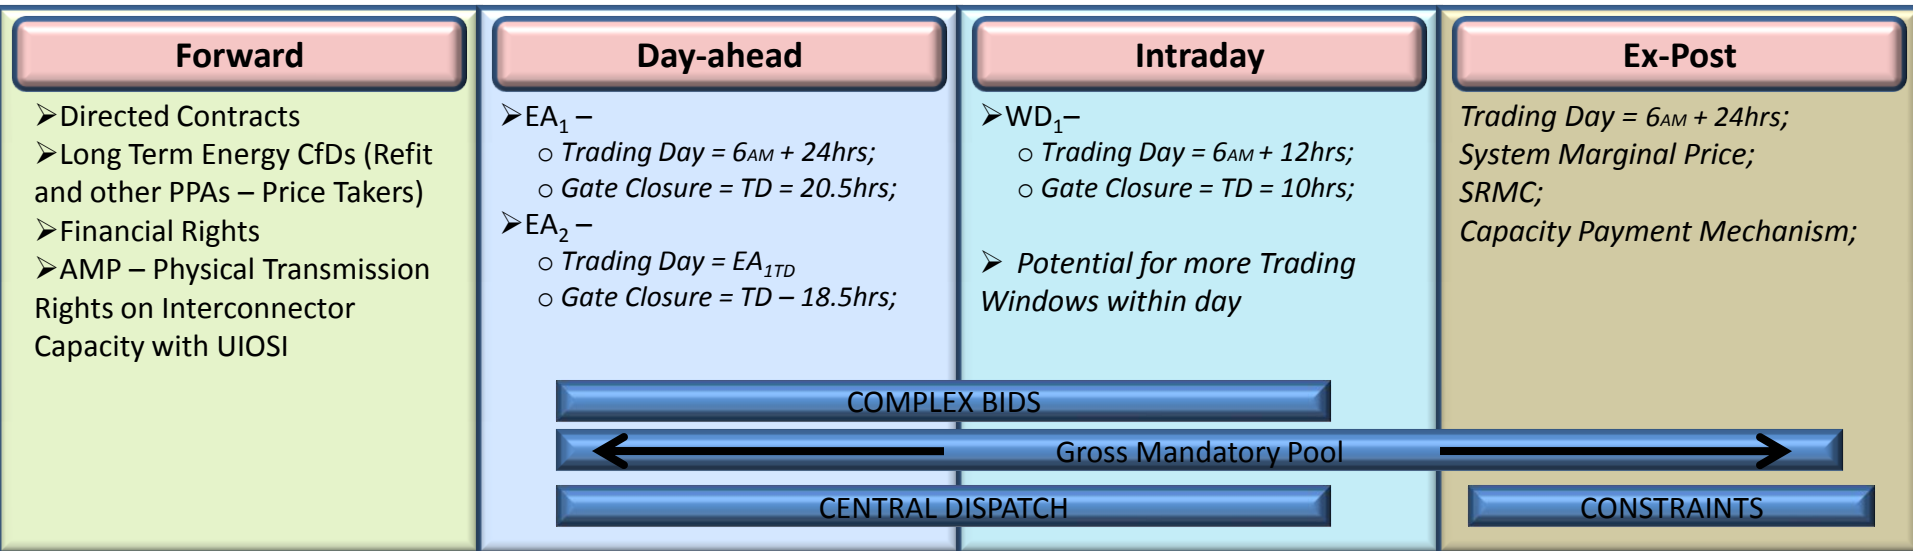 Forward
➢Directed Contracts
➢Long Term Energy CfDs (Refit
and other PPAs – Price Takers)
➢Financial Rights
➢AMP – Physical Transmission
Rights on Interconnector
Capacity with UIOSI
Day-ahead
➢EA1 –
o Trading Day = 6AM + 24hrs;
o Gate Closure = TD = 20.5hrs;
➢EA2 –
o Trading Day = EA1TD
o Gate Closure = TD – 18.5hrs;
Intraday
➢WD1–
o Trading Day = 6AM + 12hrs;
o Gate Closure = TD = 10hrs;
➢ Potential for more Trading
Windows within day
Ex-Post
Trading Day = 6AM + 24hrs;
System Marginal Price;
SRMC;
Capacity Payment Mechanism;
COMPLEX BIDS
Gross Mandatory Pool
CENTRAL DISPATCH
CONSTRAINTS